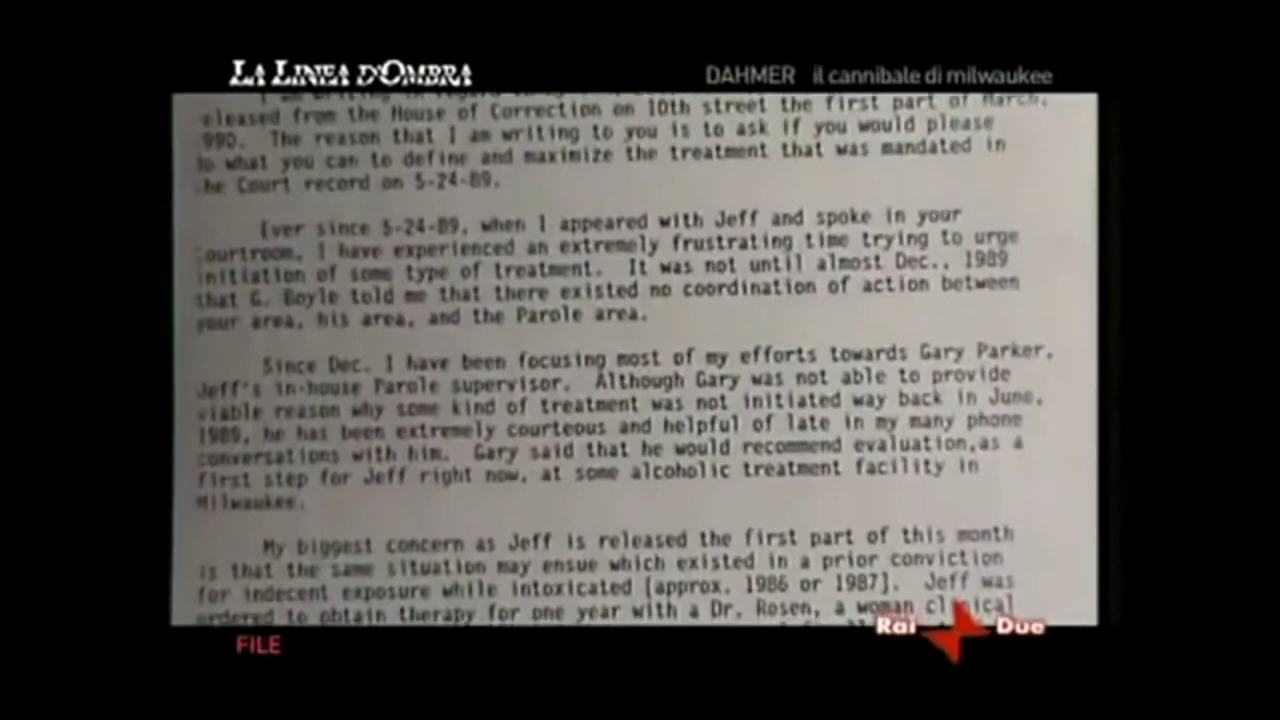 LA LINEA D'OMBRA
DAHMER il cannibale di milwaukee
eleased from the House of Correction on 10th street the first part of March,
990. The reason that I am writing to you is to ask if you would please
do what you can to define and maximize the treatment that was mandated in
he Court record on 5-24-89.
Ever since 5-24-89, when I appeared with Jeff and spoke in your
ourtroom, I have experienced an extremely frustrating time trying to urge
initiation of some type of treatment. It was not until almost Dec., 1989
that G. Boyle told me that there existed no coordination of action between
your area, his area, and the Parole area.
Since Dec. I have been focusing most of my efforts towards Gary Parker,
Jeff's in-house Parole supervisor. Although Gary was not able to provide
viable reason why some kind of treatment was not initiated way back in June,
1989, he has been extremely courteous and helpful of late in my many phone
conversations with him. Gary said that he would recommend evaluation,as a
first step for Jeff right now, at some alcoholic treatment facility in
Milwaukee.
My biggest concern as Jeff is released the first part of this month
is that the same situation may ensue which existed in a prior conviction
for indecent exposure while intoxicated [approx. 1986 or 1987]. Jeff was
ordered to obtain therapy for one year with a Dr. Rosen, a woman clinical
Rai Due
FILE